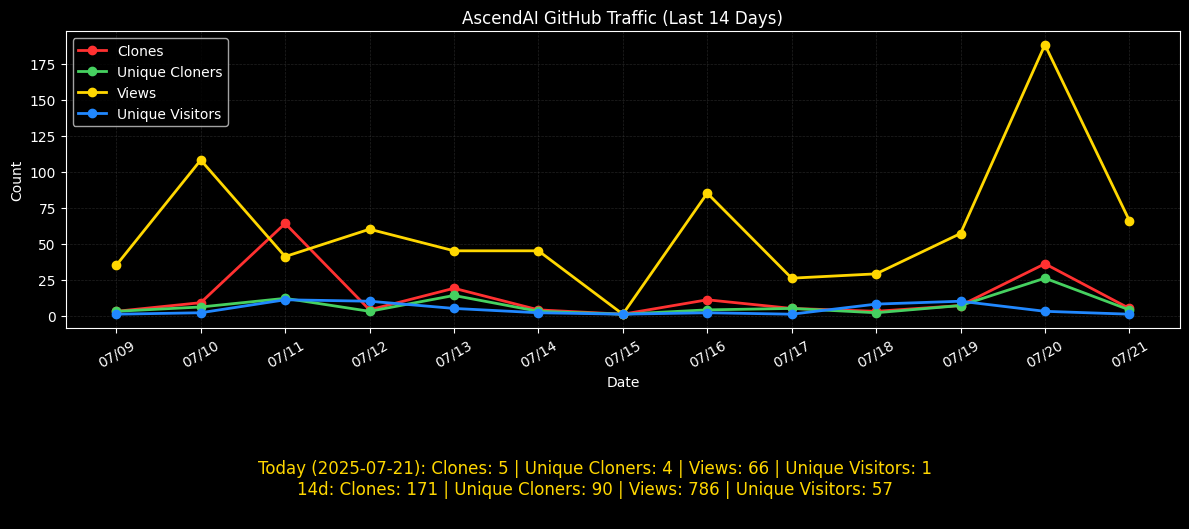 AscendAI GitHub Traffic (Last 14 Days)
Clones
Unique Cloners
Views
Unique Visitors
Count
175
150
125
100
75
50
25
0
07/09 07/10 07/11 07/12 07/13 07/14 07/15 07/16 07/17 07/18 07/19 07/20 07/21
Date
Today (2025-07-21): Clones: 5 | Unique Cloners: 4 | Views: 66 | Unique Visitors: 1
14d: Clones: 171 | Unique Cloners: 90 | Views: 786 | Unique Visitors: 57